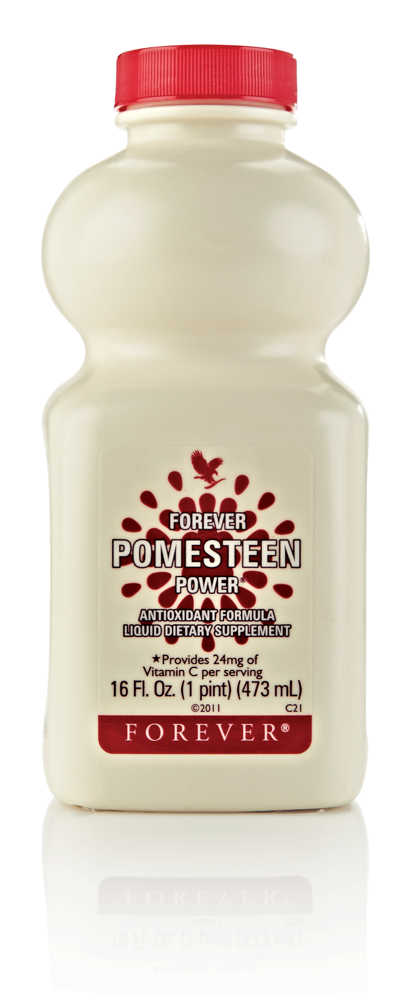 FOREVER
POMESTEEN
POWER®
ANTIOXIDANT FORMULA
LIQUID DIETARY SUPPLEMENT
★Provides 24mg of
Vitamin C per serving
16 Fl. Oz. (1 pint) (473 mL)
©2011 C21
FOREVER®